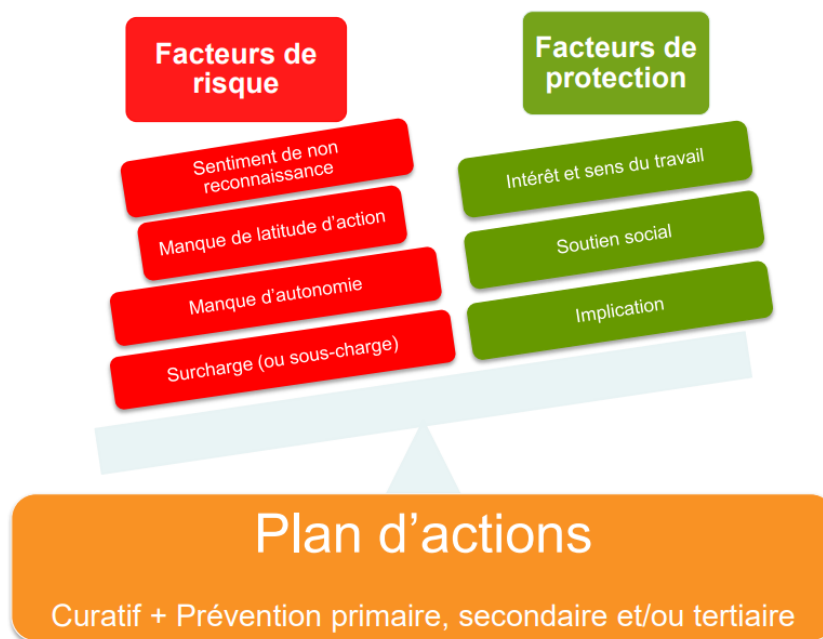 Facteurs de
risque
Facteurs de
protection
Sentiment de non
reconnaissance
Manque de latitude d'action
Manque d'autonomie
Surcharge (ou sous-charge)
Intérêt et sens du travail
Soutien social
Implication
Plan d'actions
Curatif + Prévention primaire, secondaire et/ou tertiaire